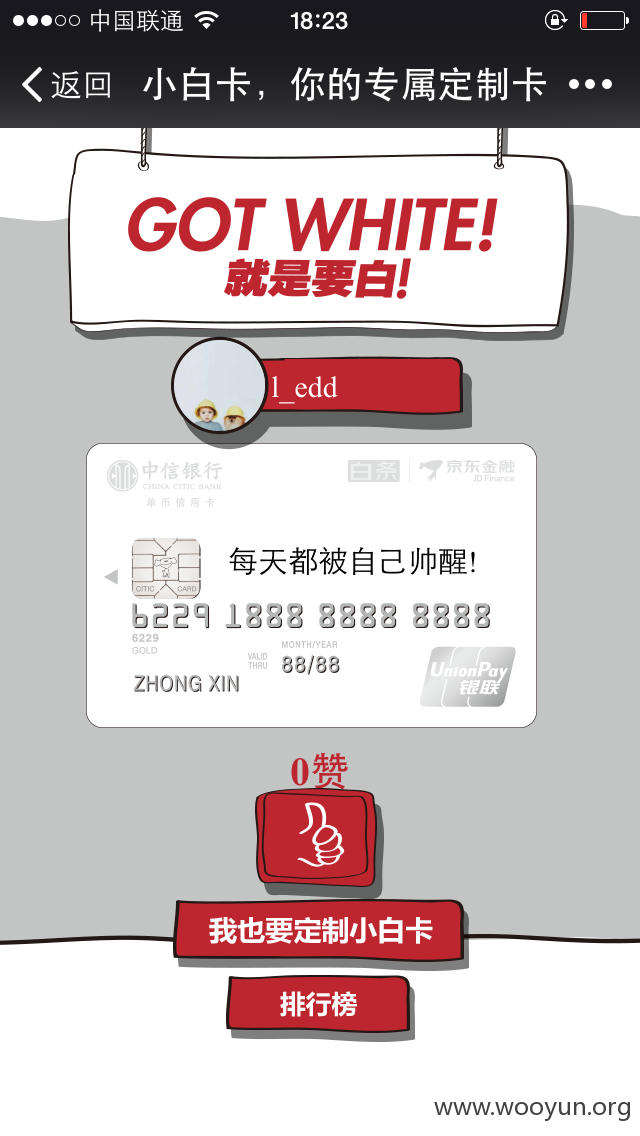 中国联通 18:23
返回 小白卡，你的专属定制卡
GOT WHITE!
就是要白!
l_edd
中信银行
CHINA CITIC BANK
单币信用卡
白条
京东金融
JD Finance
每天都被自己帅醒!
CITIC CARD
6229 1888 8888 8888
6229
GOLD
MONTH/YEAR
VALID
THRU
88/88
ZHONG XIN
UnionPay
银联
0赞
我也要定制小白卡
排行榜
www.wooyun.org